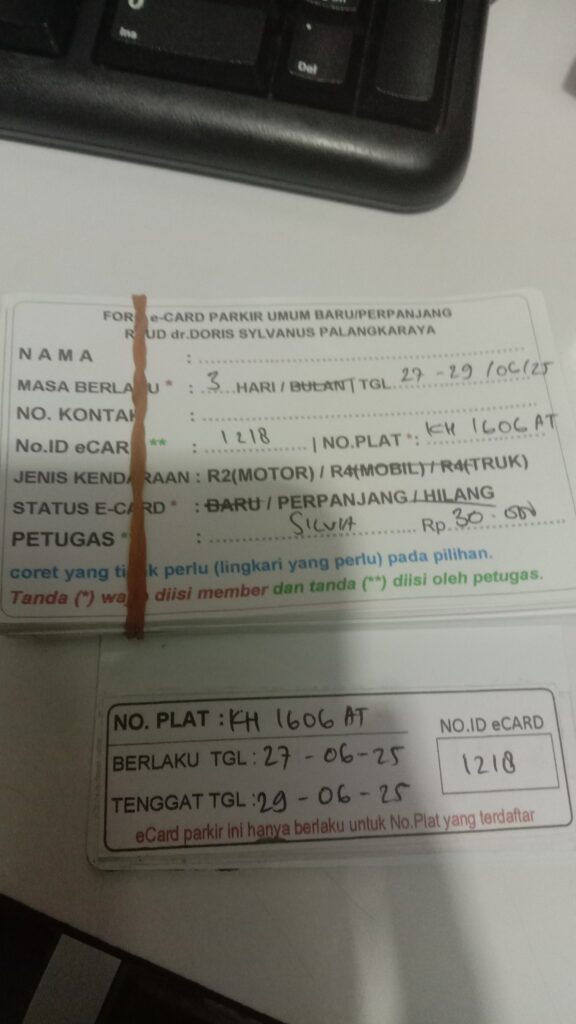 Ins
Del
FOR e-CARD PARKIR UMUM BARU/PERPANJANG
R UD dr.DORIS SYLVANUS PALANGKARAYA
NAMA :
MASA BERLA U * : 3 HARI / BULAN | TGL 27 - 29 / 06 / 25
NO. KONTA :
No.ID eCAR ** : 1218 | NO.PLAT *: KH 1606 AT
JENIS KENDARAAN : R2(MOTOR) / R4(MOBIL) / R4(TRUK)
STATUS E-CARD * : BARU / PERPANJANG / HILANG
PETUGAS * : SILVIA Rp. 30.000
coret yang ti k perlu (lingkari yang perlu) pada pilihan.
Tanda (*) wa diisi member dan tanda (**) diisi oleh petugas.
NO. PLAT : KH 1606 AT
NO.ID eCARD
BERLAKU TGL : 27 - 06 - 25
1218
TENGGAT TGL : 29 - 06 - 25
eCard parkir ini hanya berlaku untuk No.Plat yang terdaftar